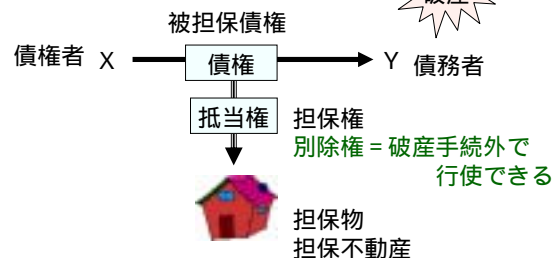 破産
被担保債権
債権者 X 債権 Y 債務者
抵当権 担保権
別除権 = 破産手続外で
行使できる
担保物
担保不動産